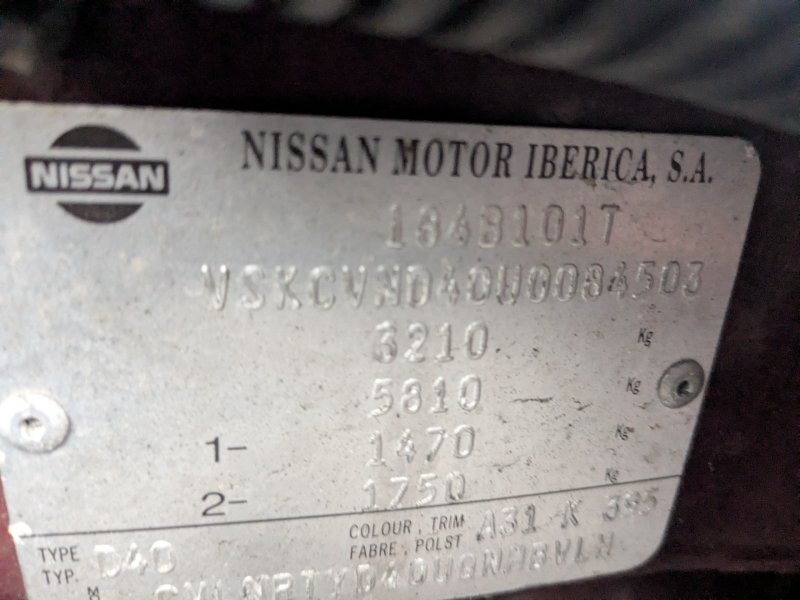 NISSAN
NISSAN MOTOR IBERICA, S.A.
VSKCVND40U0084503
3210 Kg
5810 Kg
1- 1470 Kg
2- 1750 Kg
TYPE TYP. D40
COLOUR, TRIM FABRE, POLST A31 K 395
M